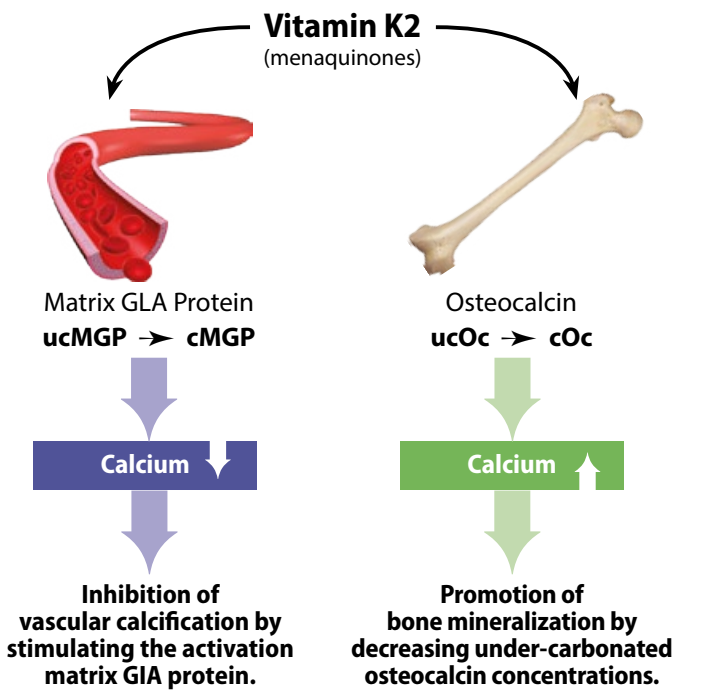 Vitamin K2
(menaquinones)
Matrix GLA Protein
ucMGP → cMGP
Calcium
Inhibition of
vascular calcification by
stimulating the activation
matrix GIA protein.
Osteocalcin
ucOc → cOc
Calcium
Promotion of
bone mineralization by
decreasing under-carbonated
osteocalcin concentrations.